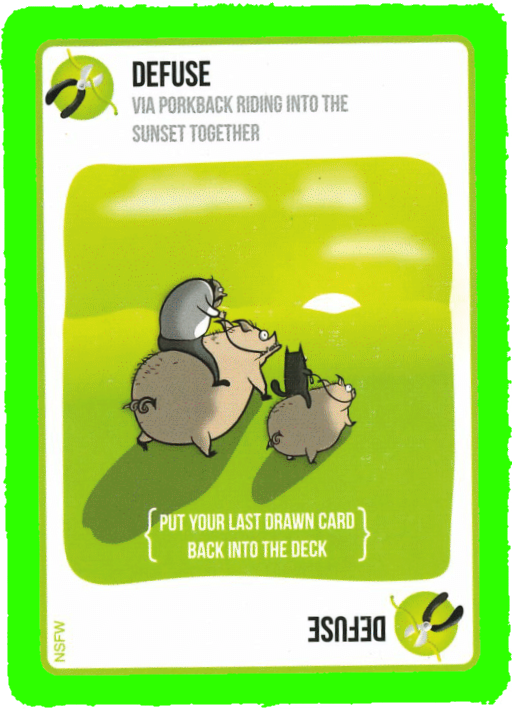 DEFUSE
VIA PORKBACK RIDING INTO THE
SUNSET TOGETHER
{PUT YOUR LAST DRAWN CARD
BACK INTO THE DECK}
NSFW
DEFUSE